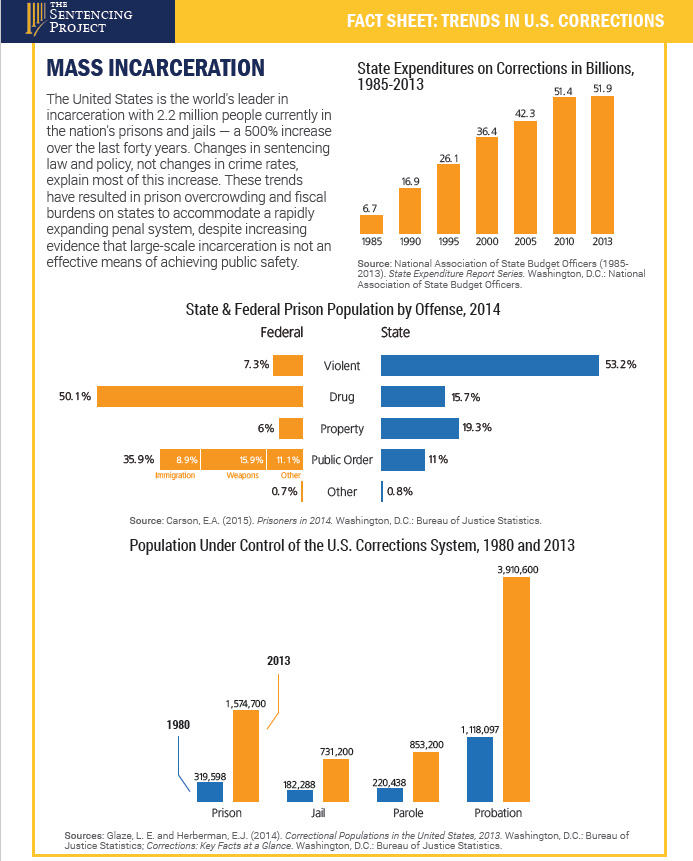 THE
SENTENCING
PROJECT
FACT SHEET: TRENDS IN U.S. CORRECTIONS
MASS INCARCERATION
The United States is the world's leader in
incarceration with 2.2 million people currently in
the nation's prisons and jails — a 500% increase
over the last forty years. Changes in sentencing
law and policy, not changes in crime rates,
explain most of this increase. These trends
have resulted in prison overcrowding and fiscal
burdens on states to accommodate a rapidly
expanding penal system, despite increasing
evidence that large-scale incarceration is not an
effective means of achieving public safety.
State Expenditures on Corrections in Billions,
1985-2013
6.7
16.9
26.1
36.4
42.3
51.4
51.9
1985 1990 1995 2000 2005 2010 2013
Source: National Association of State Budget Officers (1985-
2013). State Expenditure Report Series. Washington, D.C.: National
Association of State Budget Officers.
State & Federal Prison Population by Offense, 2014
Federal State
7.3% Violent 53.2%
50.1% Drug 15.7%
6% Property 19.3%
35.9% 8.9% 15.9% 11.1% Public Order 11%
Immigration Weapons Other
0.7% Other 0.8%
Source: Carson, E.A. (2015). Prisoners in 2014. Washington, D.C.: Bureau of Justice Statistics.
Population Under Control of the U.S. Corrections System, 1980 and 2013
1980
2013
319,598
1,574,700
182,288
731,200
220,438
853,200
1,118,097
3,910,600
Prison Jail Parole Probation
Sources: Glaze, L. E. and Herberman, E.J. (2014). Correctional Populations in the United States, 2013. Washington, D.C.: Bureau of
Justice Statistics; Corrections: Key Facts at a Glance. Washington, D.C.: Bureau of Justice Statistics.